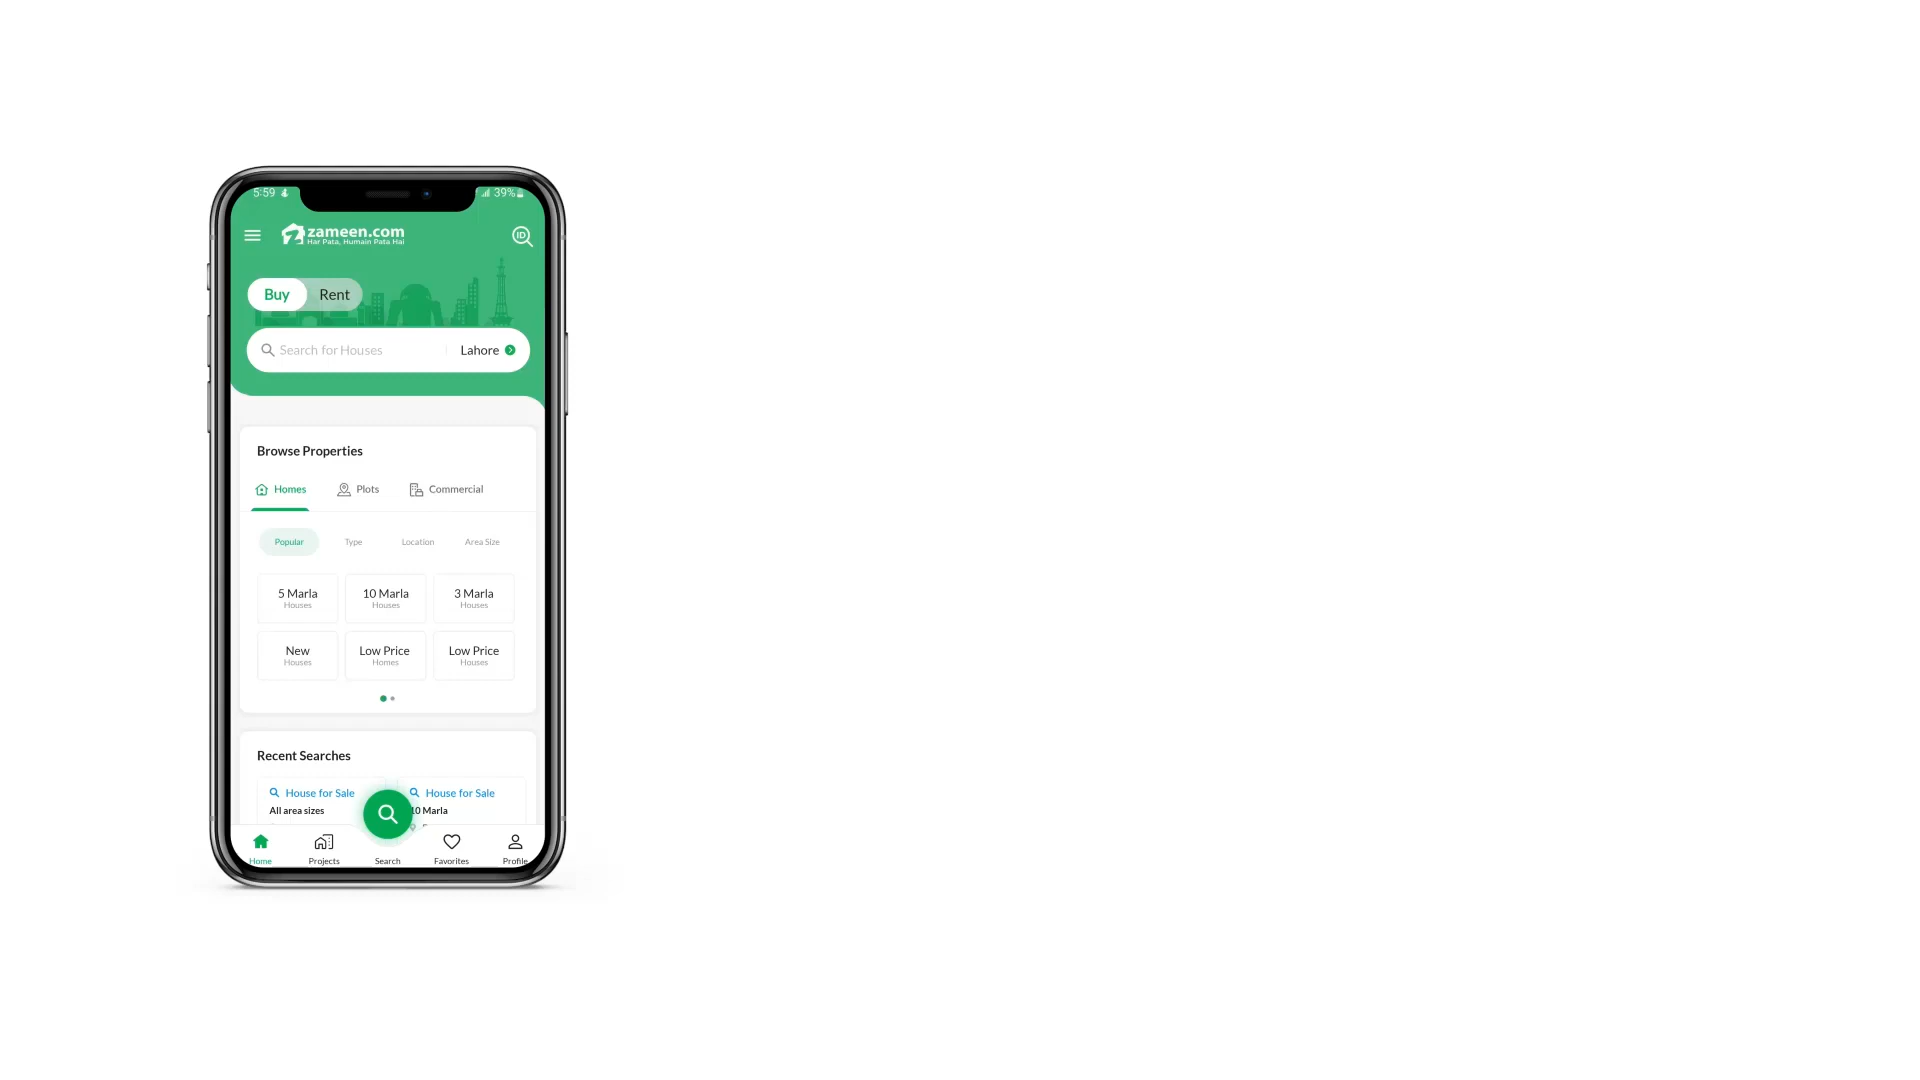 5:59 39%
zameen.com
Har Pata, Humain Pata Hai
ID
Buy Rent
Search for Houses Lahore
Browse Properties
Homes Plots Commercial
Popular Type Location Area Size
5 Marla 10 Marla 3 Marla
Houses Houses Houses
New Low Price Low Price
Houses Homes Houses
Recent Searches
House for Sale House for Sale
All area sizes 10 Marla
Home Projects Search Favorites Profile